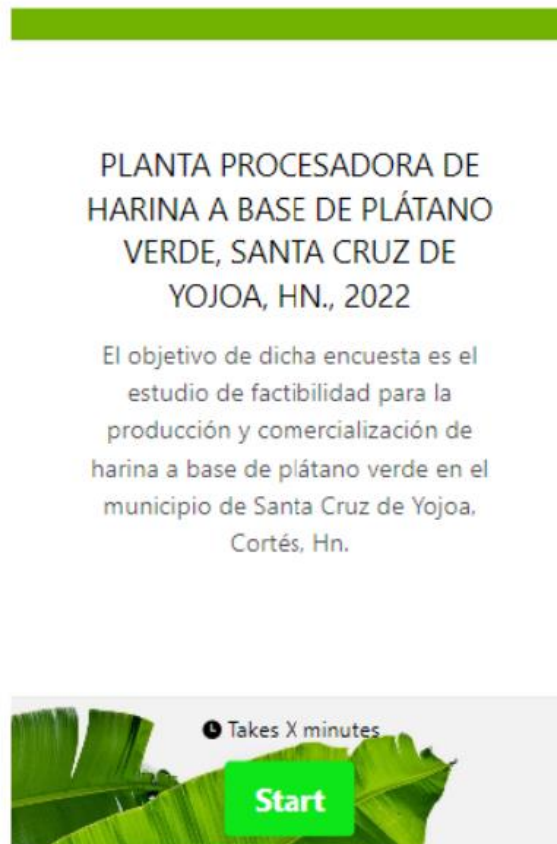 PLANTA PROCESADORA DE
HARINA A BASE DE PLÁTANO
VERDE, SANTA CRUZ DE
YOJOA, HN., 2022
El objetivo de dicha encuesta es el
estudio de factibilidad para la
producción y comercialización de
harina a base de plátano verde en el
municipio de Santa Cruz de Yojoa,
Cortés, Hn.
Takes X minutes
Start